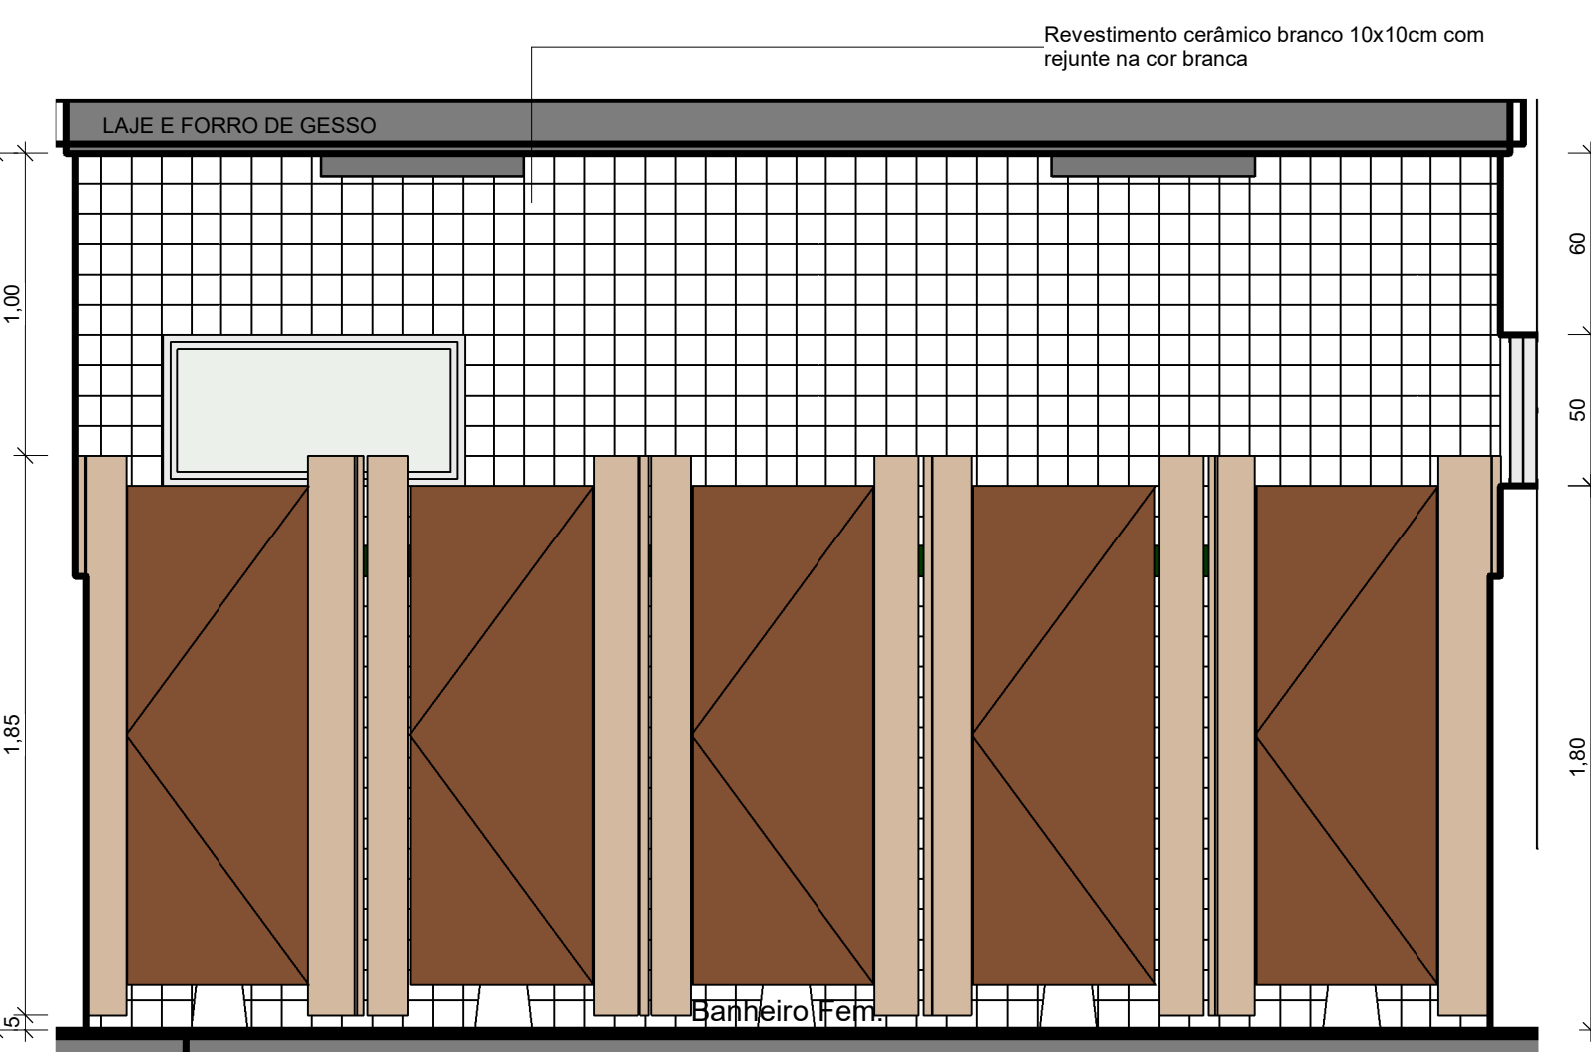 Revestimento cerâmico branco 10x10cm com
rejunte na cor branca
LAJE E FORRO DE GESSO
1,00
60
50
1,85
1,80
5
Banheiro Fem.